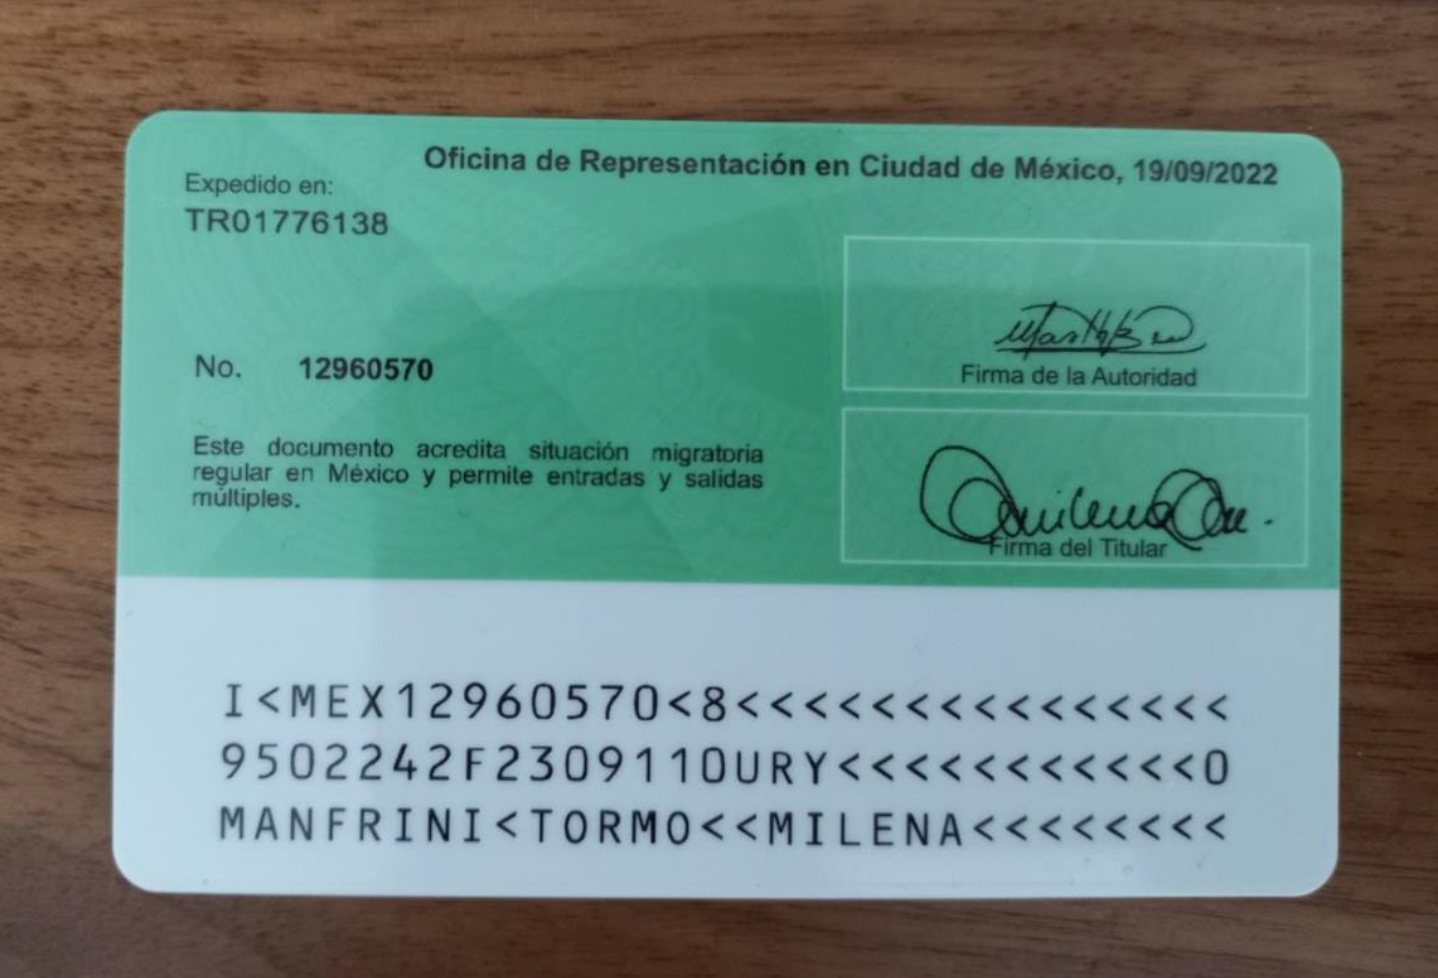 Oficina de Representación en Ciudad de México, 19/09/2022
Expedido en:
TR01776138
No. 12960570
Firma de la Autoridad
Este documento acredita situación migratoria
regular en México y permite entradas y salidas
múltiples.
Firma del Titular
I<MEX12960570<8<<<<<<<<<<<<<<<
9502242F2309110URY<<<<<<<<<<<0
MANFRINI<TORMO<<MILENA<<<<<<<<